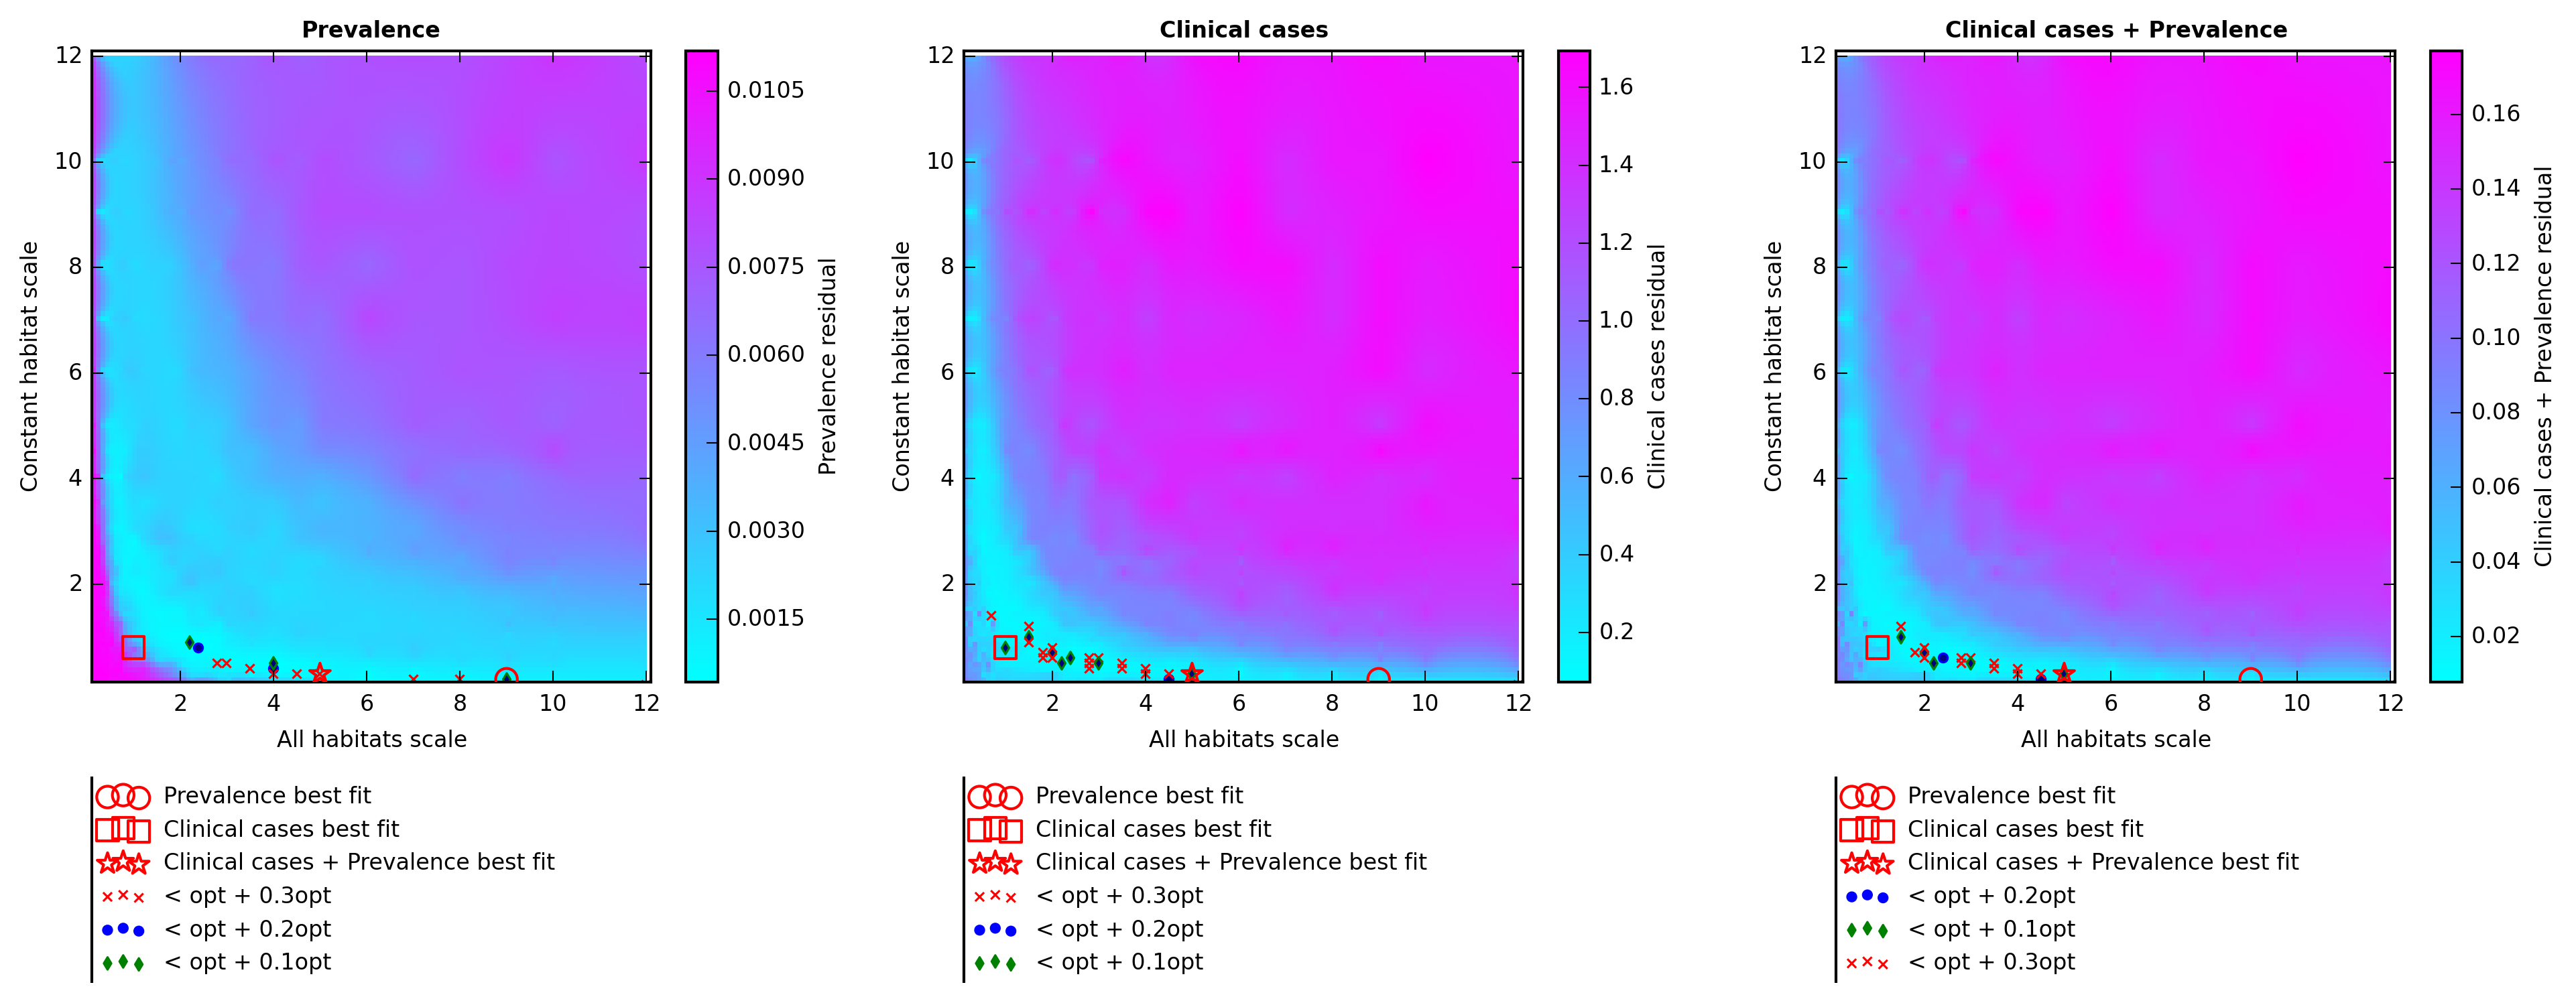 Prevalence
12
10
8
6
4
2
2 4 6 8 10 12
Constant habitat scale
All habitats scale
0.0105
0.0090
0.0075
0.0060
0.0045
0.0030
0.0015
Prevalence residual
Prevalence best fit
Clinical cases best fit
Clinical cases + Prevalence best fit
< opt + 0.3opt
< opt + 0.2opt
< opt + 0.1opt
Clinical cases
12
10
8
6
4
2
2 4 6 8 10 12
Constant habitat scale
All habitats scale
1.6
1.4
1.2
1.0
0.8
0.6
0.4
0.2
Clinical cases residual
Prevalence best fit
Clinical cases best fit
Clinical cases + Prevalence best fit
< opt + 0.3opt
< opt + 0.2opt
< opt + 0.1opt
Clinical cases + Prevalence
12
10
8
6
4
2
2 4 6 8 10 12
Constant habitat scale
All habitats scale
0.16
0.14
0.12
0.10
0.08
0.06
0.04
0.02
Clinical cases + Prevalence residual
Prevalence best fit
Clinical cases best fit
Clinical cases + Prevalence best fit
< opt + 0.2opt
< opt + 0.1opt
< opt + 0.3opt